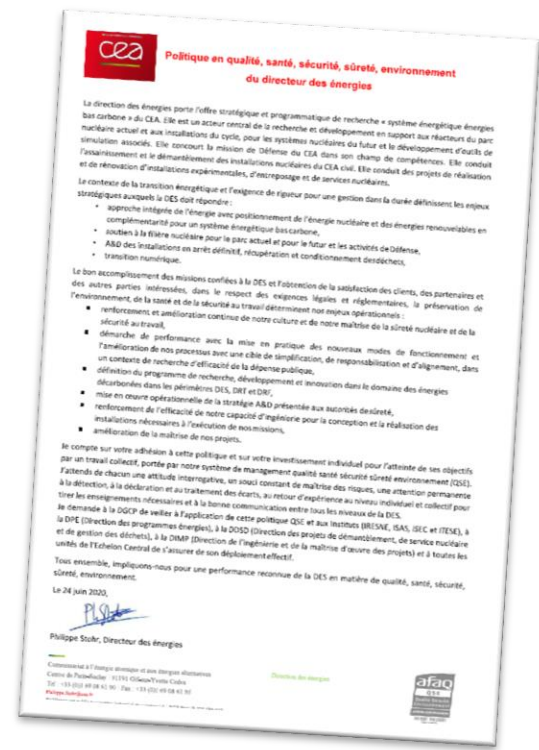 cea
Politique en qualité, santé, sécurité, sûreté, environnement
du directeur des énergies
La direction des énergies porte l'offre stratégique et programmatique de recherche « système énergétique énergies
bas carbone » du CEA. Elle est un acteur central de la recherche et développement en support aux réacteurs du parc
nucléaire actuel et aux installations du cycle, pour les systèmes nucléaires du futur et le développement d'outils de
simulation associés. Elle concourt la mission de Défense du CEA dans son champ de compétences. Elle conduit
l'assainissement et le démantèlement des installations nucléaires du CEA civil. Elle conduit des projets de réalisation
et de rénovation d'installations expérimentales, d'entreposage et de services nucléaires.
Le contexte de la transition énergétique et l'exigence de rigueur pour une gestion dans la durée définissent les enjeux
stratégiques auxquels la DES doit répondre :
• approche intégrée de l'énergie avec positionnement de l'énergie nucléaire et des énergies renouvelables en
complémentarité pour un système énergétique bas carbone,
• soutien à la filière nucléaire pour le parc actuel et pour le futur et les activités de Défense,
• A&D des installations en arrêt définitif, récupération et conditionnement des déchets,
• transition numérique.
Le bon accomplissement des missions confiées à la DES et l'obtention de la satisfaction des clients, des partenaires et
des autres parties intéressées, dans le respect des exigences légales et réglementaires, la préservation de
l'environnement, de la santé et de la sécurité au travail déterminent nos enjeux opérationnels :
▪ renforcement et amélioration continue de notre culture et de notre maîtrise de la sûreté nucléaire et de la
sécurité au travail,
▪ démarche de performance avec la mise en pratique des nouveaux modes de fonctionnement et
l'amélioration de nos processus avec une cible de simplification, de responsabilisation et d'alignement, dans
un contexte de recherche d'efficacité de la dépense publique,
▪ définition du programme de recherche, développement et innovation dans le domaine des énergies
décarbonées dans les périmètres DES, DRT et DRF,
▪ mise en œuvre opérationnelle de la stratégie A&D présentée aux autorités de sûreté,
▪ renforcement de l'efficacité de notre capacité d'ingénierie pour la conception et la réalisation des
installations nécessaires à l'exécution de nos missions,
▪ amélioration de la maîtrise de nos projets.
Je compte sur votre adhésion à cette politique et sur votre investissement individuel pour l'atteinte de ses objectifs
par un travail collectif, portée par notre système de management qualité santé sécurité sûreté environnement (QSE).
J'attends de chacun une attitude interrogative, un souci constant de maîtrise des risques, une attention permanente
à la détection, à la déclaration et au traitement des écarts, au retour d'expérience au niveau individuel et collectif pour
tirer les enseignements nécessaires et à la bonne communication entre tous les niveaux de la DES.
Je demande à la DGCP de veiller à l'application de cette politique QSE et aux Instituts (IRESNE, ISAS, ISEC et ITESE), à
la DPE (Direction des programmes énergies), à la DDSD (Direction des projets de démantèlement, de service nucléaire
et de gestion des déchets), à la DIMP (Direction de l'ingénierie et de la maîtrise d'œuvre des projets) et à toutes les
unités de l'Echelon Central de s'assurer de son déploiement effectif.
Tous ensemble, impliquons-nous pour une performance reconnue de la DES en matière de qualité, santé, sécurité,
sûreté, environnement.
Le 24 juin 2020,
Philippe Stohr, Directeur des énergies
Commissariat à l'énergie atomique et aux énergies alternatives
Centre de Paris-Saclay
Direction des énergies
afaq
QSE